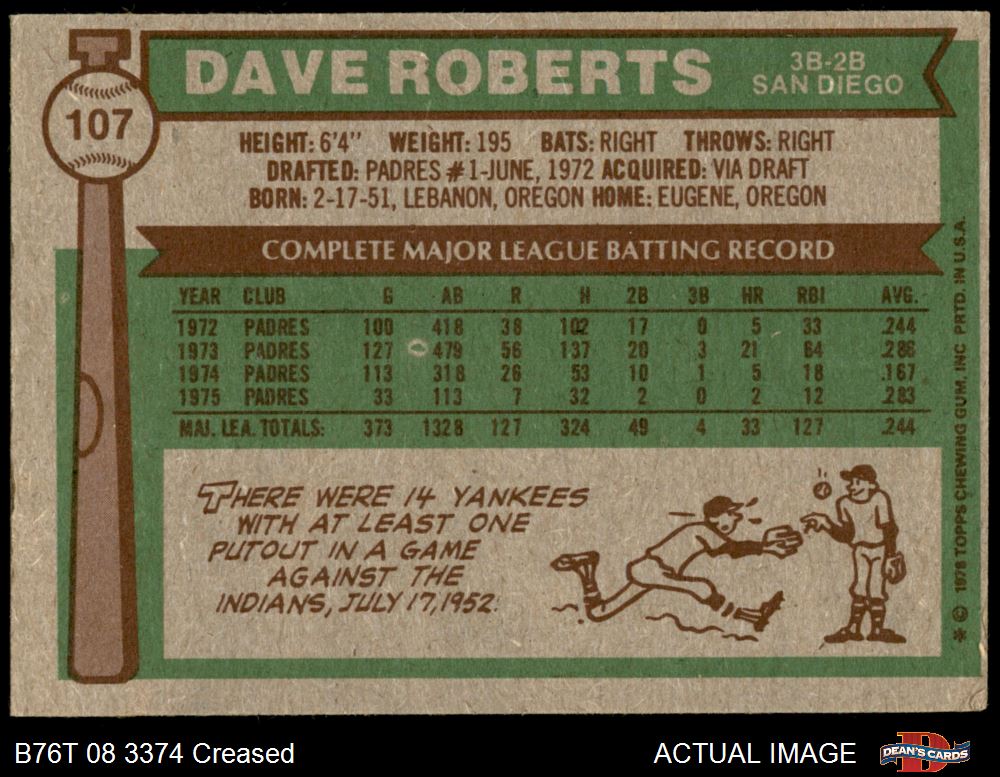 107
DAVE ROBERTS
3B-2B
SAN DIEGO
HEIGHT: 6'4" WEIGHT: 195 BATS: RIGHT THROWS: RIGHT
DRAFTED: PADRES #1-JUNE, 1972 ACQUIRED: VIA DRAFT
BORN: 2-17-51, LEBANON, OREGON HOME: EUGENE, OREGON
COMPLETE MAJOR LEAGUE BATTING RECORD
YEAR CLUB G AB R H 2B 3B HR RBI AVG.
1972 PADRES 100 418 38 102 17 0 5 33 .244
1973 PADRES 127 479 56 137 20 3 21 64 .286
1974 PADRES 113 318 26 53 10 1 5 18 .167
1975 PADRES 33 113 7 32 2 0 2 12 .283
MAJ. LEA. TOTALS: 373 1328 127 324 49 4 33 127 .244
THERE WERE 14 YANKEES
WITH AT LEAST ONE
PUTOUT IN A GAME
AGAINST THE
INDIANS, JULY 17, 1952.
* © 1976 TOPPS CHEWING GUM, INC PRTD. IN U.S.A.
B76T 08 3374 Creased
ACTUAL IMAGE
D
DEAN'S CARDS